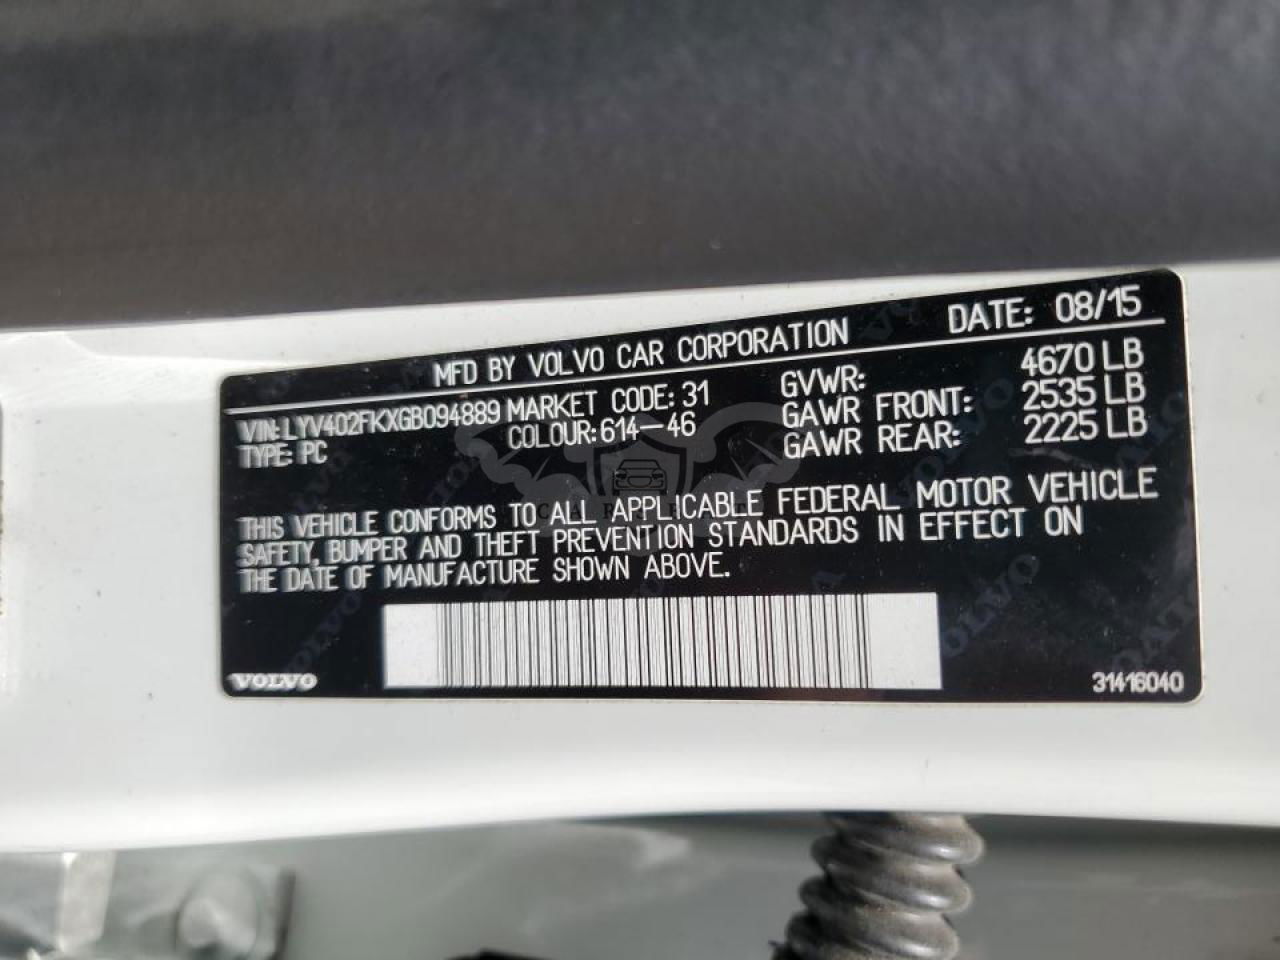 MFD BY VOLVO CAR CORPORATION DATE: 08/15
VIN: LYV402FKXGB094889 MARKET CODE: 31 GVWR: 4670 LB
TYPE: PC COLOUR: 614-46 GAWR FRONT: 2535 LB
GAWR REAR: 2225 LB
THIS VEHICLE CONFORMS TO ALL APPLICABLE FEDERAL MOTOR VEHICLE
SAFETY, BUMPER AND THEFT PREVENTION STANDARDS IN EFFECT ON
THE DATE OF MANUFACTURE SHOWN ABOVE.
VOLVO 31416040